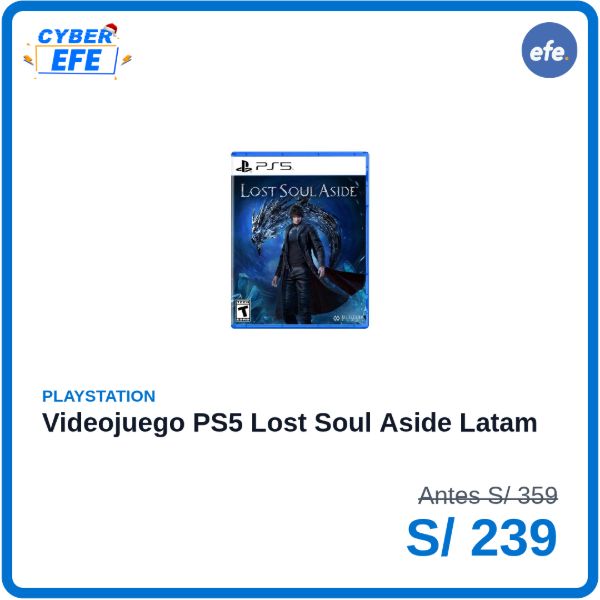 CYBER
EFE
efe.
PS5
LOST SOUL ASIDE
T
PLAYSTATION
Videojuego PS5 Lost Soul Aside Latam
Antes S/ 359
S/ 239